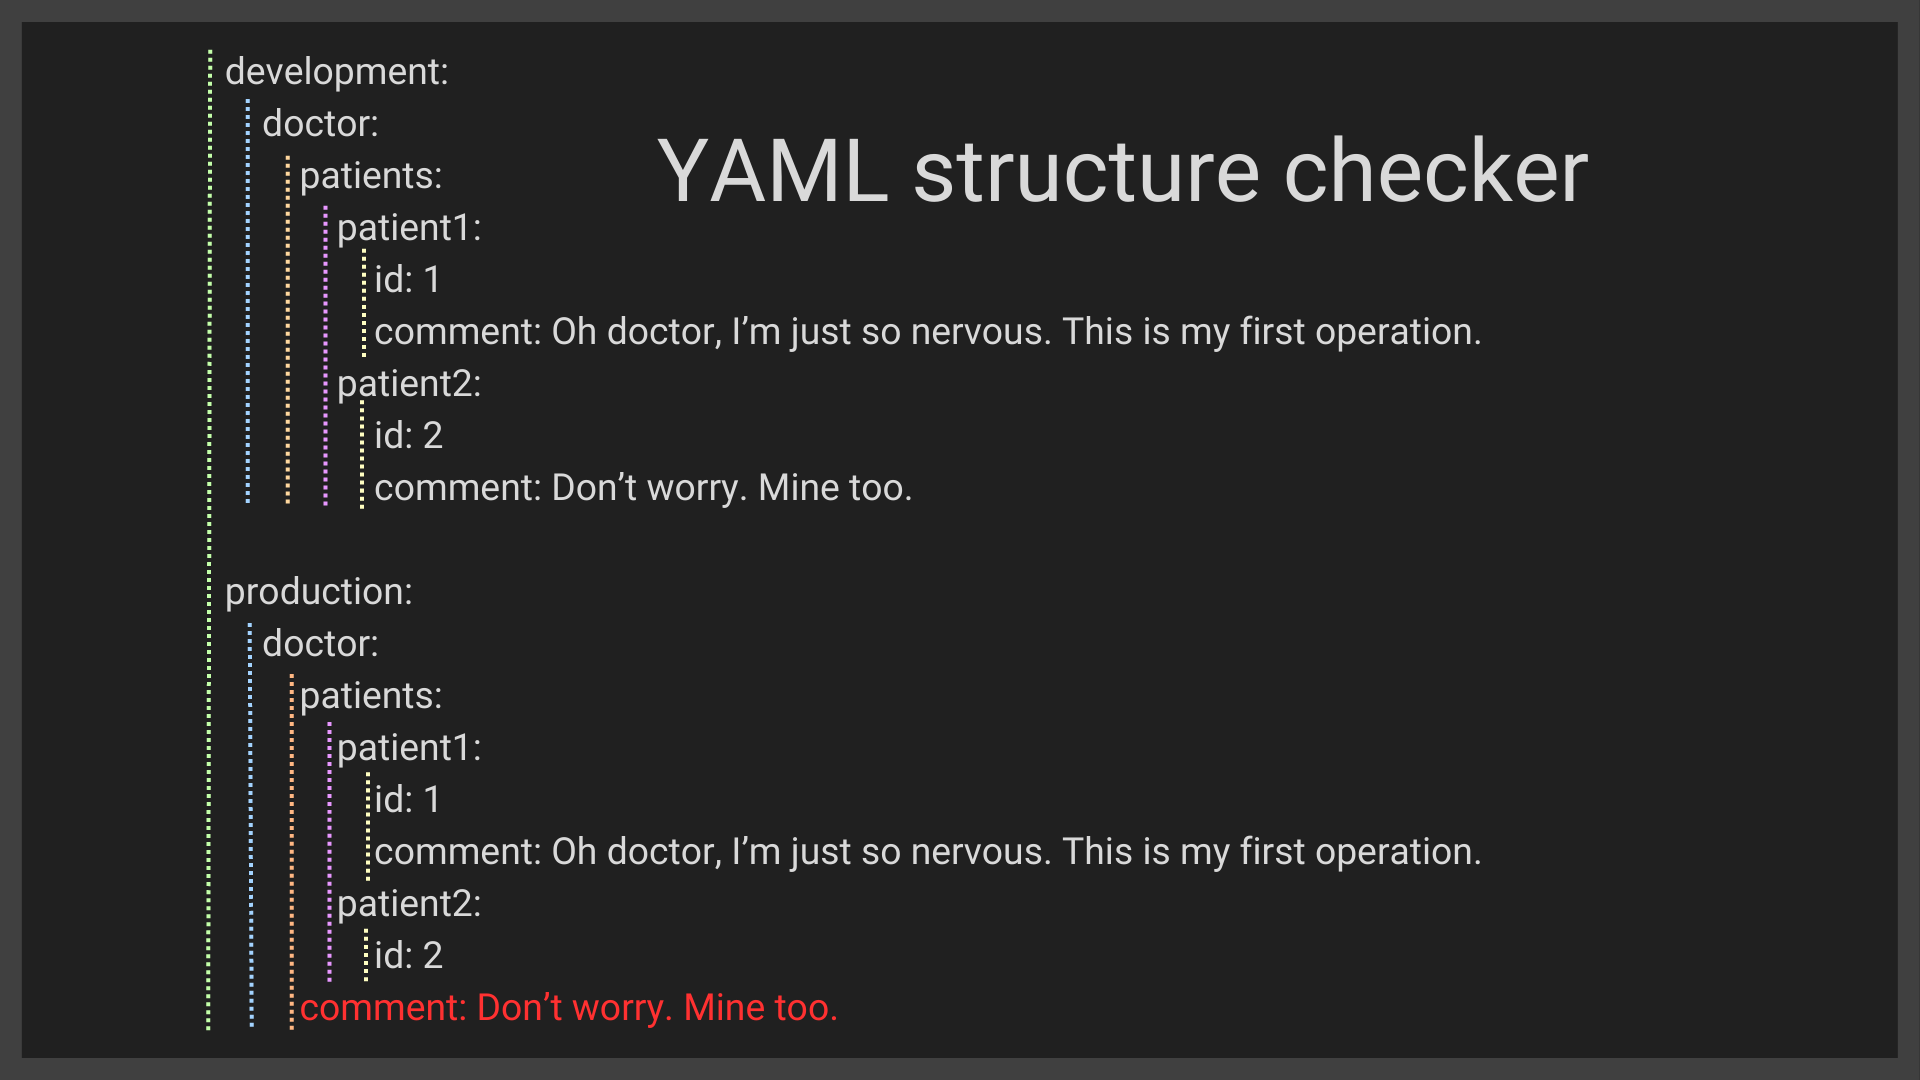 development:
doctor:
YAML structure checker
patients:
patient1:
id: 1
comment: Oh doctor, I’m just so nervous. This is my first operation.
patient2:
id: 2
comment: Don’t worry. Mine too.
production:
doctor:
patients:
patient1:
id: 1
comment: Oh doctor, I’m just so nervous. This is my first operation.
patient2:
id: 2
comment: Don’t worry. Mine too.